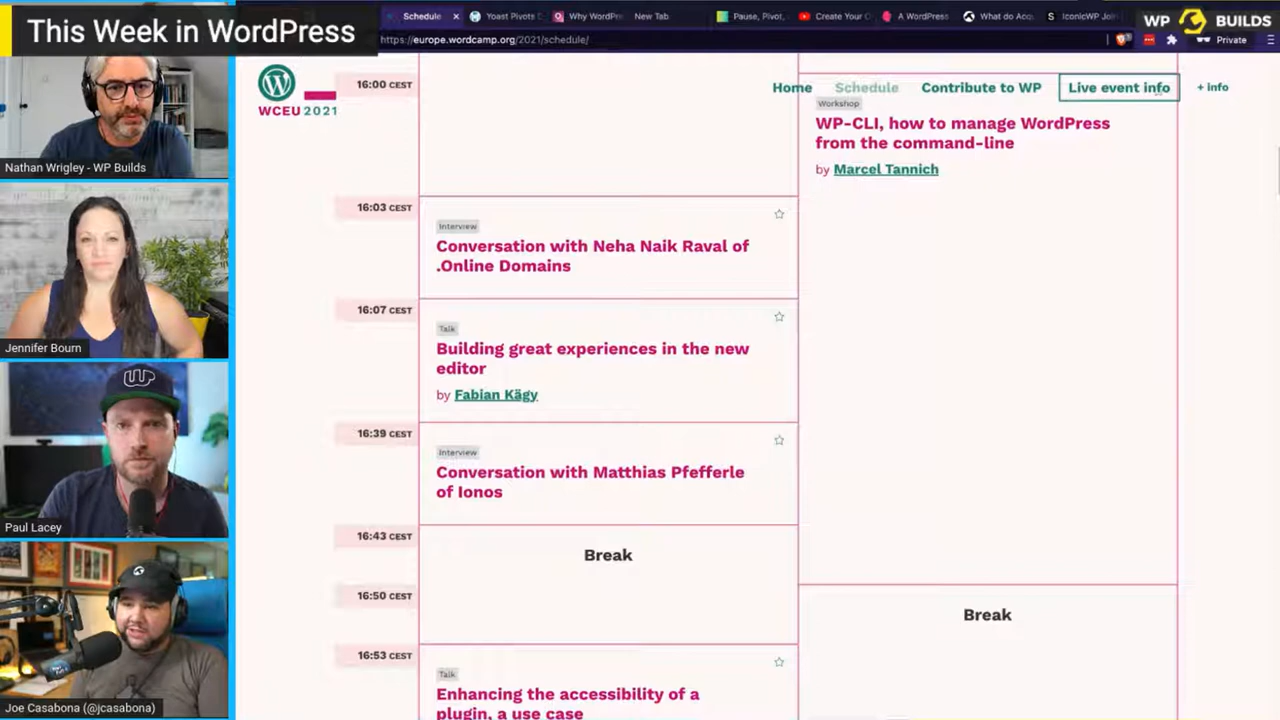 This Week in WordPress
Schedule
Yoast Pivots
Why WordPr
New Tab
Pause, Pivot,
Create Your O
A WordPress
What do Acq
IconicWP Joi
WP BUILDS
https://europe.wordcamp.org/2021/schedule/
Private
WCEU 2021
Home
Schedule
Contribute to WP
Live event info
+ info
16:00 CEST
Workshop
WP-CLI, how to manage WordPress
from the command-line
by Marcel Tannich
Nathan Wrigley - WP Builds
16:03 CEST
Interview
Conversation with Neha Naik Raval of
.Online Domains
16:07 CEST
Talk
Building great experiences in the new
editor
by Fabian Kägy
Jennifer Bourn
16:39 CEST
Interview
Conversation with Matthias Pfefferle
of Ionos
Paul Lacey
16:43 CEST
Break
16:50 CEST
Break
16:53 CEST
Talk
Enhancing the accessibility of a
plugin, a use case
Joe Casabona (@jcasabona)